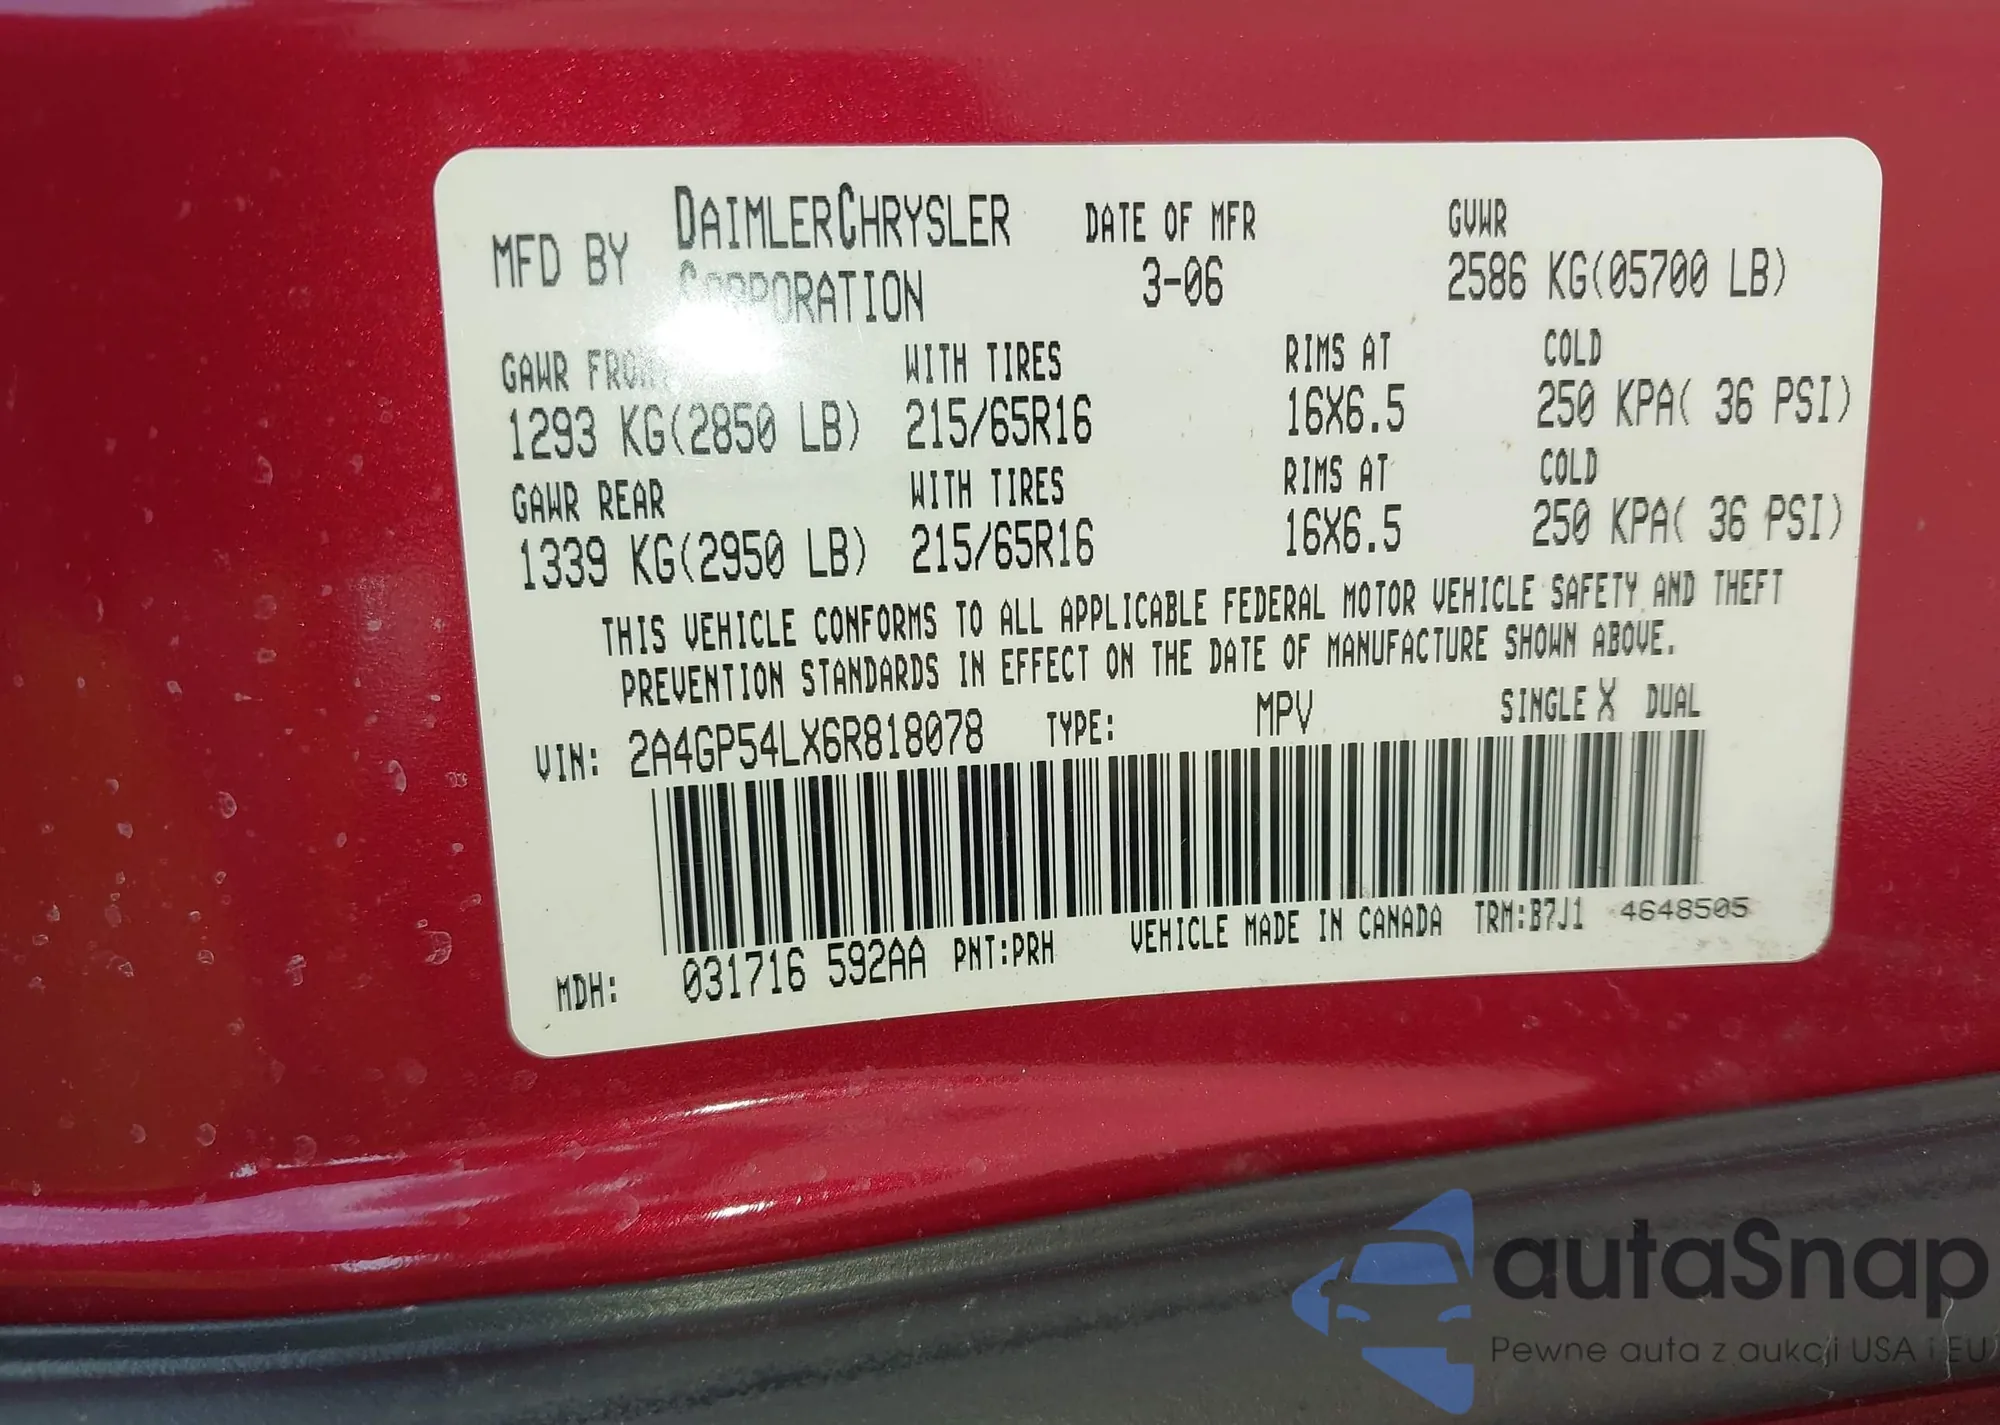 MFD BY DAIMLERCHRYSLER CORPORATION DATE OF MFR 3-06 GVWR 2586 KG(05700 LB)
GAWR FRONT WITH TIRES RIMS AT COLD
1293 KG(2850 LB) 215/65R16 16X6.5 250 KPA( 36 PSI)
GAWR REAR WITH TIRES RIMS AT COLD
1339 KG(2950 LB) 215/65R16 16X6.5 250 KPA( 36 PSI)
THIS VEHICLE CONFORMS TO ALL APPLICABLE FEDERAL MOTOR VEHICLE SAFETY AND THEFT
PREVENTION STANDARDS IN EFFECT ON THE DATE OF MANUFACTURE SHOWN ABOVE.
VIN: 2A4GP54LX6R818078 TYPE: MPV SINGLE X DUAL
MDH: 031716 592AA PNT:PRH VEHICLE MADE IN CANADA TRM:B7J1 4648505
autaSnap
Pewne auta z aukcji USA i EU